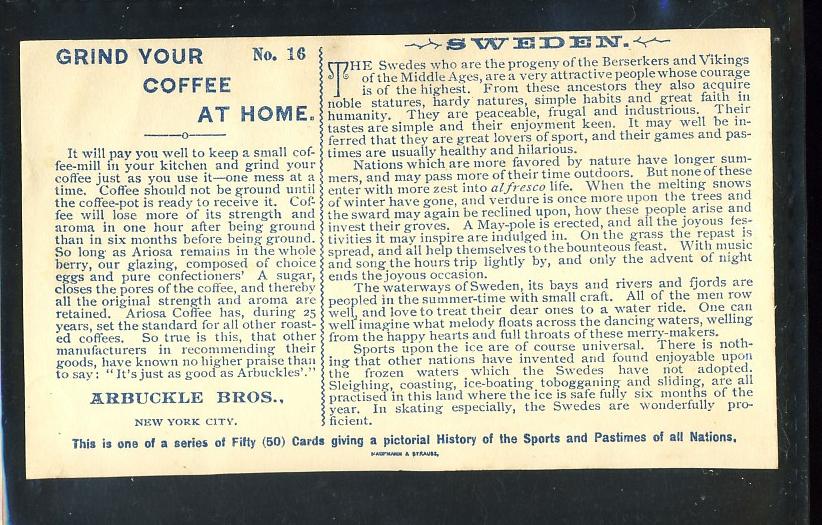 GRIND YOUR No. 16
COFFEE
AT HOME.
It will pay you well to keep a small cof-
fee-mill in your kitchen and grind your
coffee just as you use it—one mess at a
time. Coffee should not be ground until
the coffee-pot is ready to receive it. Cof-
fee will lose more of its strength and
aroma in one hour after being ground
than in six months before being ground.
So long as Ariosa remains in the whole
berry, our glazing, composed of choice
eggs and pure confectioners' A sugar,
closes the pores of the coffee, and thereby
all the original strength and aroma are
retained. Ariosa Coffee has, during 25
years, set the standard for all other roast-
ed coffees. So true is this, that other
manufacturers in recommending their
goods, have known no higher praise than
to say: "It's just as good as Arbuckles'."
ARBUCKLE BROS.,
NEW YORK CITY.
SWEDEN.
THE Swedes who are the progeny of the Berserkers and Vikings
of the Middle Ages, are a very attractive people whose courage
is of the highest. From these ancestors they also acquire
noble statures, hardy natures, simple habits and great faith in
humanity. They are peaceable, frugal and industrious. Their
tastes are simple and their enjoyment keen. It may well be in-
ferred that they are great lovers of sport, and their games and pas-
times are usually healthy and hilarious.
Nations which are more favored by nature have longer sum-
mers, and may pass more of their time outdoors. But none of these
enter with more zest into al fresco life. When the melting snows
of winter have gone, and verdure is once more upon the trees and
the sward may again be reclined upon, how these people arise and
invest their groves. A May-pole is erected, and all the joyous fes-
tivities it may inspire are indulged in. On the grass the repast is
spread, and all help themselves to the bounteous feast. With music
and song the hours trip lightly by, and only the advent of night
ends the joyous occasion.
The waterways of Sweden, its bays and rivers and fjords are
peopled in the summer-time with small craft. All of the men row
well, and love to treat their dear ones to a water ride. One can
well imagine what melody floats across the dancing waters, welling
from the happy hearts and full throats of these merry-makers.
Sports upon the ice are of course universal. There is noth-
ing that other nations have invented and found enjoyable upon
the frozen waters which the Swedes have not adopted.
Sleighing, coasting, ice-boating tobogganing and sliding, are all
practised in this land where the ice is safe fully six months of the
year. In skating especially, the Swedes are wonderfully pro-
ficient.
This is one of a series of Fifty (50) Cards giving a pictorial History of the Sports and Pastimes of all Nations.
KAUFMANN & STRAUSS,